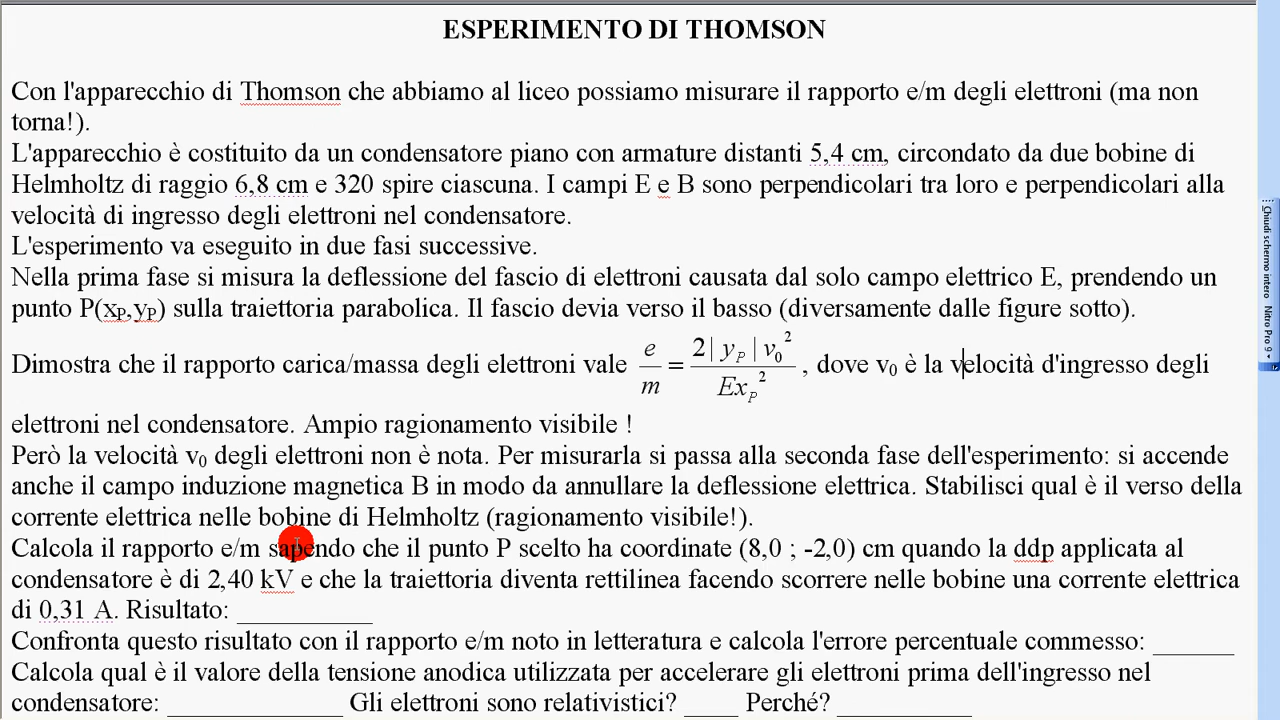 ESPERIMENTO DI THOMSON
Con l'apparecchio di Thomson che abbiamo al liceo possiamo misurare il rapporto e/m degli elettroni (ma non
torna!).
L'apparecchio è costituito da un condensatore piano con armature distanti 5,4 cm, circondato da due bobine di
Helmholtz di raggio 6,8 cm e 320 spire ciascuna. I campi E e B sono perpendicolari tra loro e perpendicolari alla
velocità di ingresso degli elettroni nel condensatore.
L'esperimento va eseguito in due fasi successive.
Nella prima fase si misura la deflessione del fascio di elettroni causata dal solo campo elettrico E, prendendo un
punto P(xP,yP) sulla traiettoria parabolica. Il fascio devia verso il basso (diversamente dalle figure sotto).
Dimostra che il rapporto carica/massa degli elettroni vale e/m = 2|yP|v0²/ExP², dove v0 è la velocità d'ingresso degli
elettroni nel condensatore. Ampio ragionamento visibile !
Però la velocità v0 degli elettroni non è nota. Per misurarla si passa alla seconda fase dell'esperimento: si accende
anche il campo induzione magnetica B in modo da annullare la deflessione elettrica. Stabilisci qual è il verso della
corrente elettrica nelle bobine di Helmholtz (ragionamento visibile!).
Calcola il rapporto e/m sapendo che il punto P scelto ha coordinate (8,0 ; -2,0) cm quando la ddp applicata al
condensatore è di 2,40 kV e che la traiettoria diventa rettilinea facendo scorrere nelle bobine una corrente elettrica
di 0,31 A. Risultato: __________
Confronta questo risultato con il rapporto e/m noto in letteratura e calcola l'errore percentuale commesso: ______
Calcola qual è il valore della tensione anodica utilizzata per accelerare gli elettroni prima dell'ingresso nel
condensatore: _____________ Gli elettroni sono relativistici? ____ Perché? __________
Chiudi schermo intero Nitro Pro 9